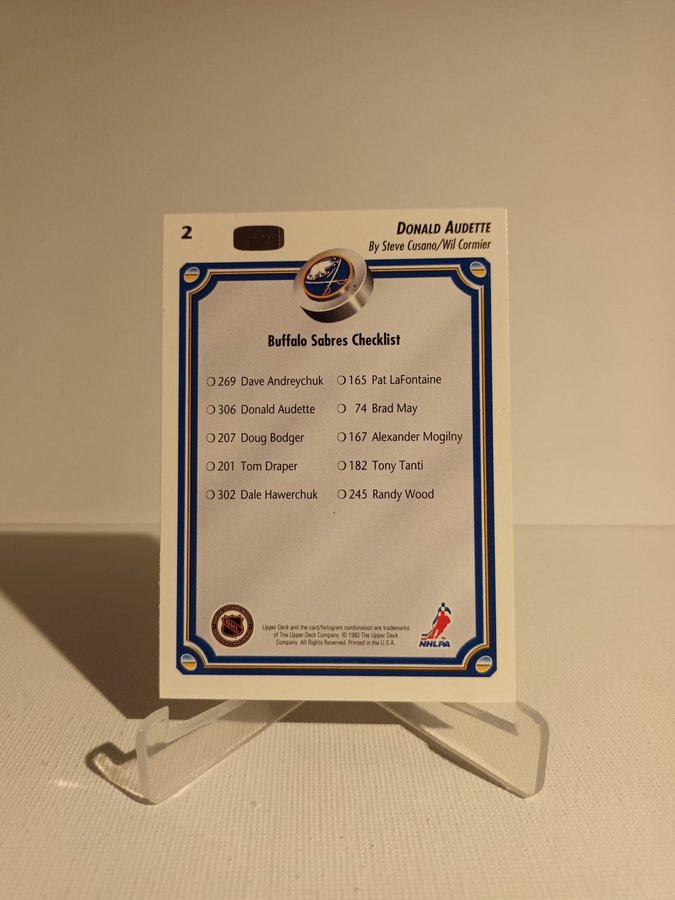 2
DONALD AUDETTE
By Steve Cusano/Wil Cormier
Buffalo Sabres Checklist
269 Dave Andreychuk
306 Donald Audette
207 Doug Bodger
201 Tom Draper
302 Dale Hawerchuk
165 Pat LaFontaine
74 Brad May
167 Alexander Mogilny
182 Tony Tanti
245 Randy Wood
NHL
Upper Deck and the card/hologram combination are trademarks
of The Upper Deck Company. © 1992 The Upper Deck
Company. All Rights Reserved. Printed in the U.S.A.
NHLPA